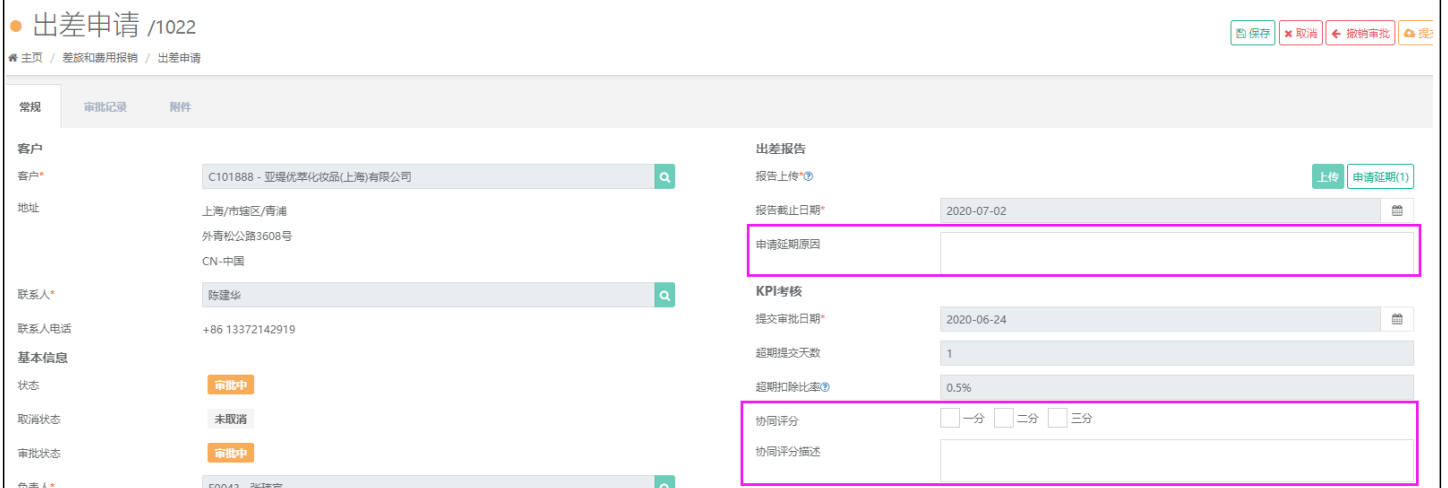 出差申请 /1022
保存 取消 撤销审批
主页 / 差旅和费用报销 / 出差申请
常规 审批记录 附件
客户
客户* C101888 - 亚缇优萃化妆品(上海)有限公司
地址 上海/市辖区/青浦
外青松公路3608号
CN-中国
联系人* 陈建华
联系人电话 +86 13372142919
基本信息
状态 审批中
取消状态 未取消
审批状态 审批中
出差报告
报告上传* 上传 申请延期(1)
报告截止日期* 2020-07-02
申请延期原因
KPI考核
提交审批日期* 2020-06-24
超期提交天数 1
超期扣除比率 0.5%
协同评分 一分 二分 三分
协同评分描述